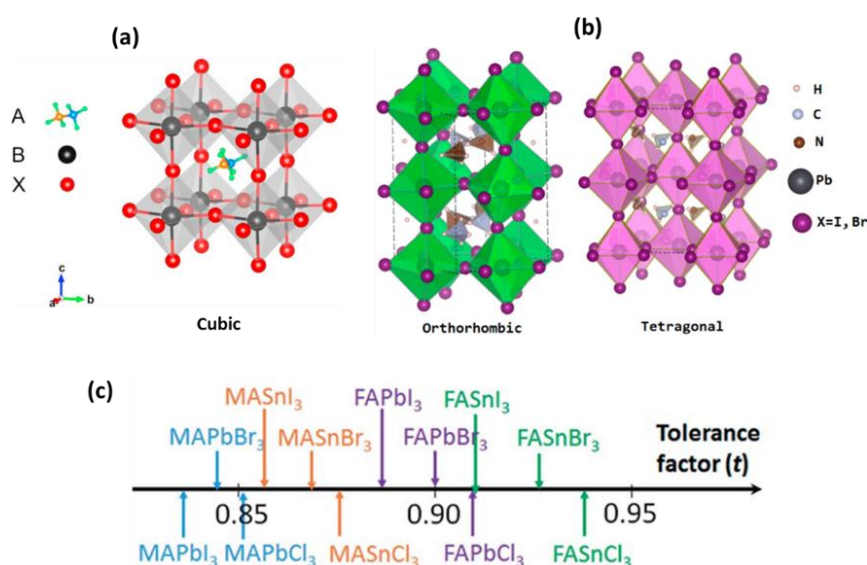 (a)
(b)
A
B
X
H
C
N
Pb
X=I, Br
c
a
b
Cubic
Orthorhombic
Tetragonal
(c)
MASnI3
FAPbI3
FASnI3
MAPbBr3
MASnBr3
FAPbBr3
FASnBr3
Tolerance
factor (t)
0.85
0.90
0.95
MAPbI3
MAPbCl3
MASnCl3
FAPbCl3
FASnCl3